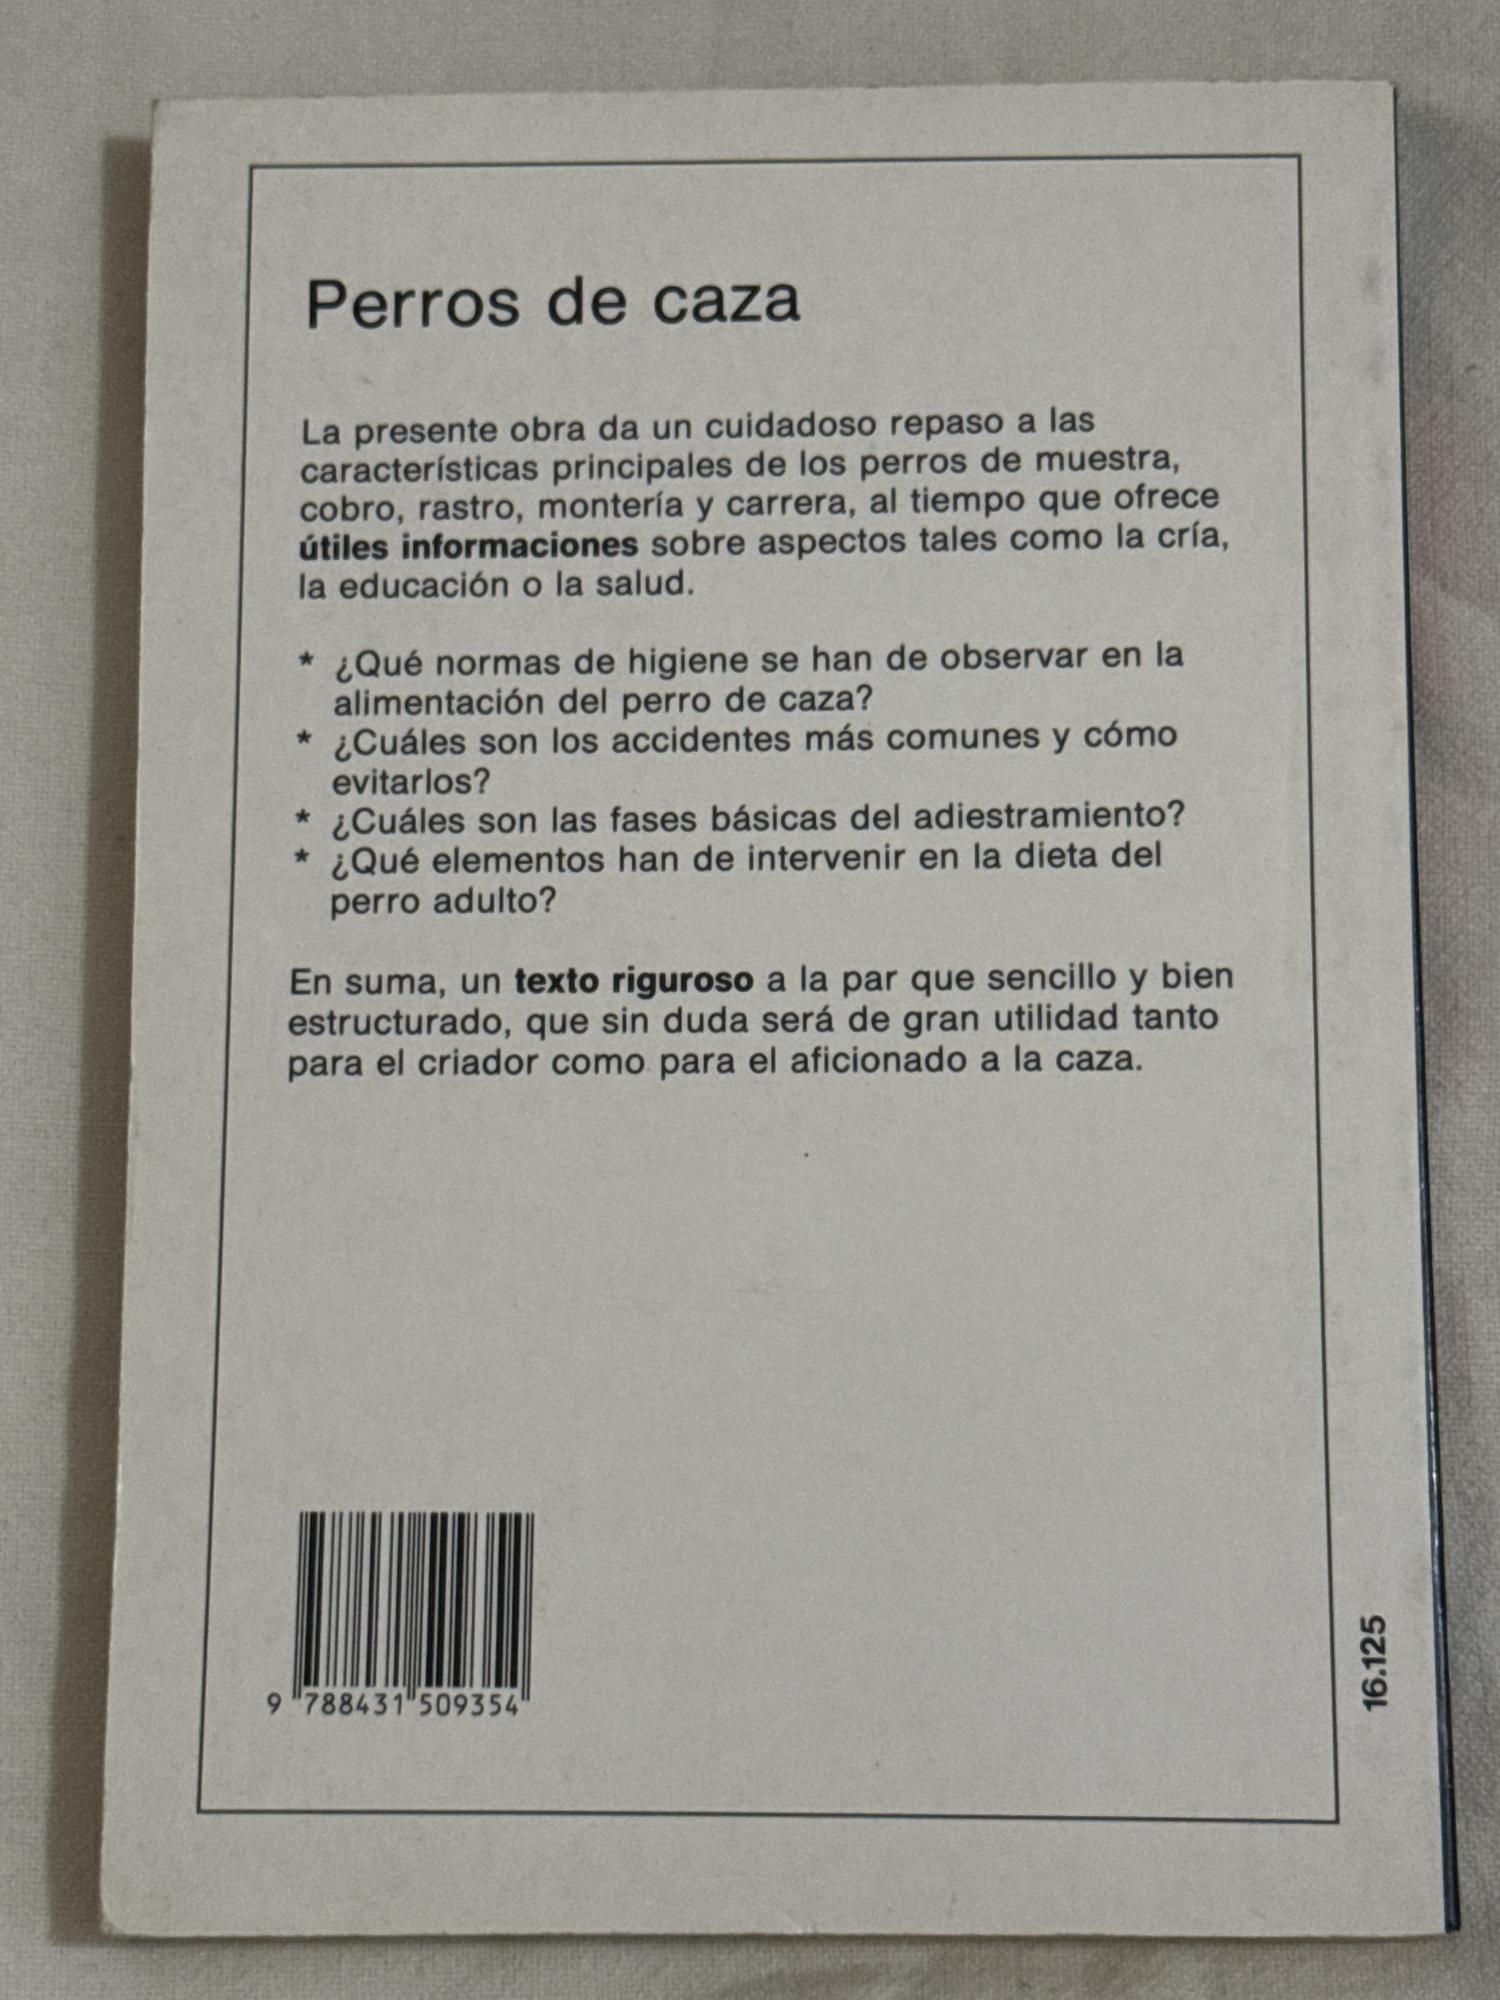 Perros de caza
La presente obra da un cuidadoso repaso a las
características principales de los perros de muestra,
cobro, rastro, montería y carrera, al tiempo que ofrece
útiles informaciones sobre aspectos tales como la cría,
la educación o la salud.
* ¿Qué normas de higiene se han de observar en la
alimentación del perro de caza?
* ¿Cuáles son los accidentes más comunes y cómo
evitarlos?
* ¿Cuáles son las fases básicas del adiestramiento?
* ¿Qué elementos han de intervenir en la dieta del
perro adulto?
En suma, un texto riguroso a la par que sencillo y bien
estructurado, que sin duda será de gran utilidad tanto
para el criador como para el aficionado a la caza.
9 788431 509354
16.125